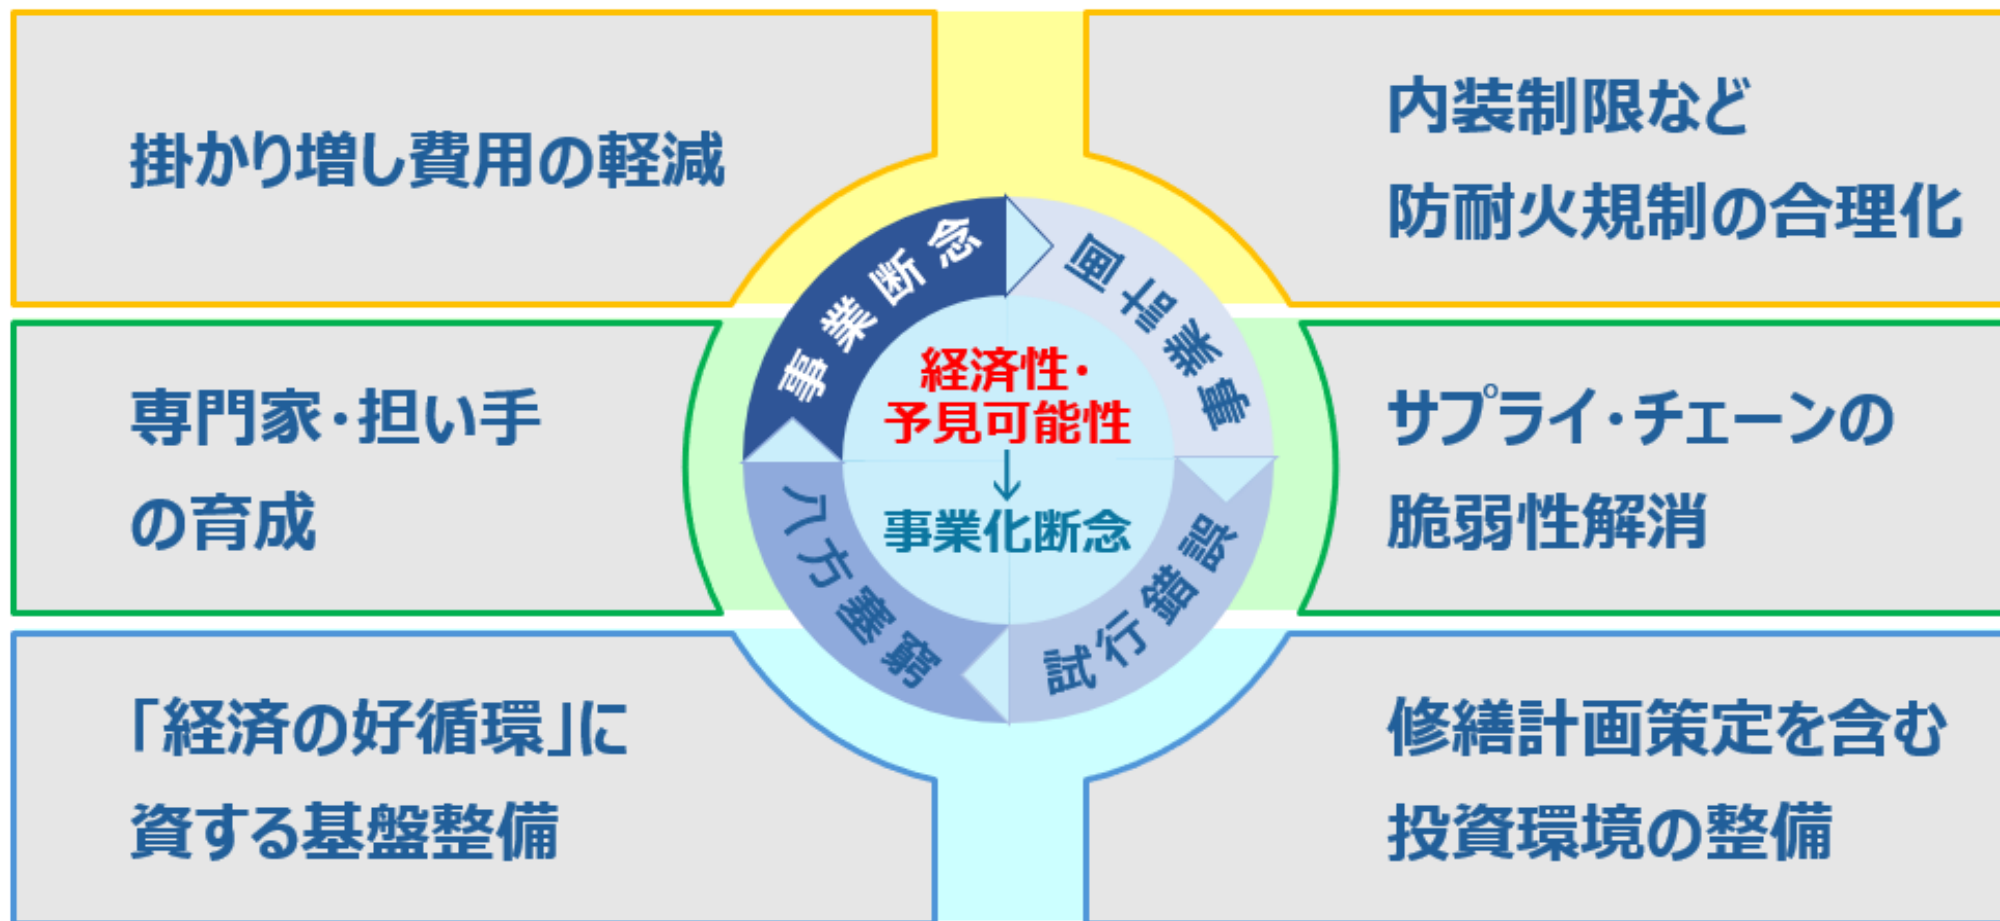 掛かり増し費用の軽減
内装制限など
防耐火規制の合理化
専門家・担い手
の育成
サプライ・チェーンの
脆弱性解消
「経済の好循環」に
資する基盤整備
修繕計画策定を含む
投資環境の整備
事業計画
試行錯誤
八方塞窮
事業断念
経済性・
予見可能性
↓
事業化断念